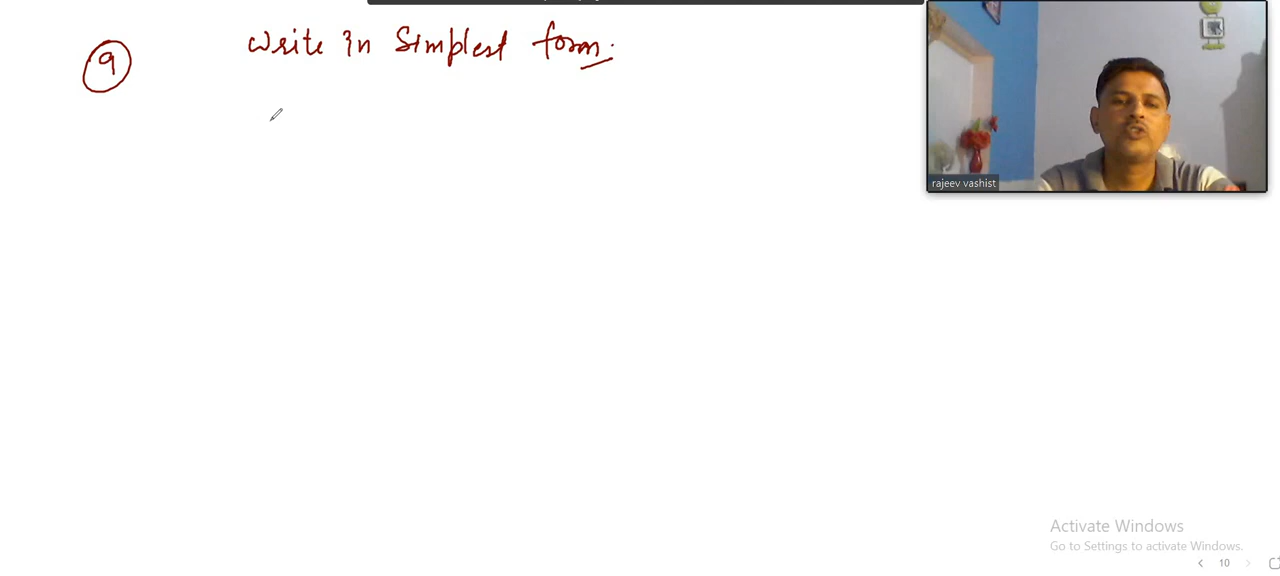 9 Write in Simplest form.
rajeev vashist
Activate Windows
Go to Settings to activate Windows.
10